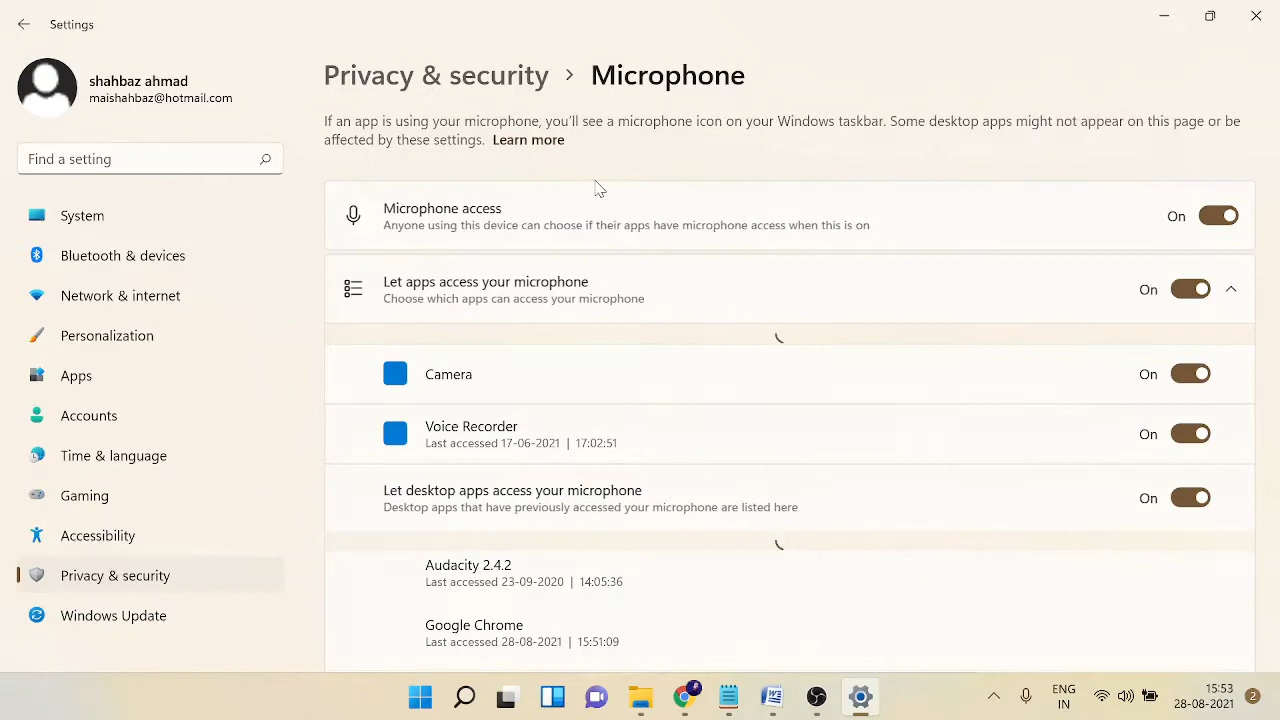 Settings
shahbaz ahmad
maishahbaz@hotmail.com
Find a setting
System
Bluetooth & devices
Network & internet
Personalization
Apps
Accounts
Time & language
Gaming
Accessibility
Privacy & security
Windows Update
Privacy & security > Microphone
If an app is using your microphone, you'll see a microphone icon on your Windows taskbar. Some desktop apps might not appear on this page or be
affected by these settings. Learn more
Microphone access
Anyone using this device can choose if their apps have microphone access when this is on
On
Let apps access your microphone
Choose which apps can access your microphone
On
Camera
On
Voice Recorder
Last accessed 17-06-2021 | 17:02:51
On
Let desktop apps access your microphone
Desktop apps that have previously accessed your microphone are listed here
On
Audacity 2.4.2
Last accessed 23-09-2020 | 14:05:36
Google Chrome
Last accessed 28-08-2021 | 15:51:09
ENG
IN
15:53
28-08-2021
2